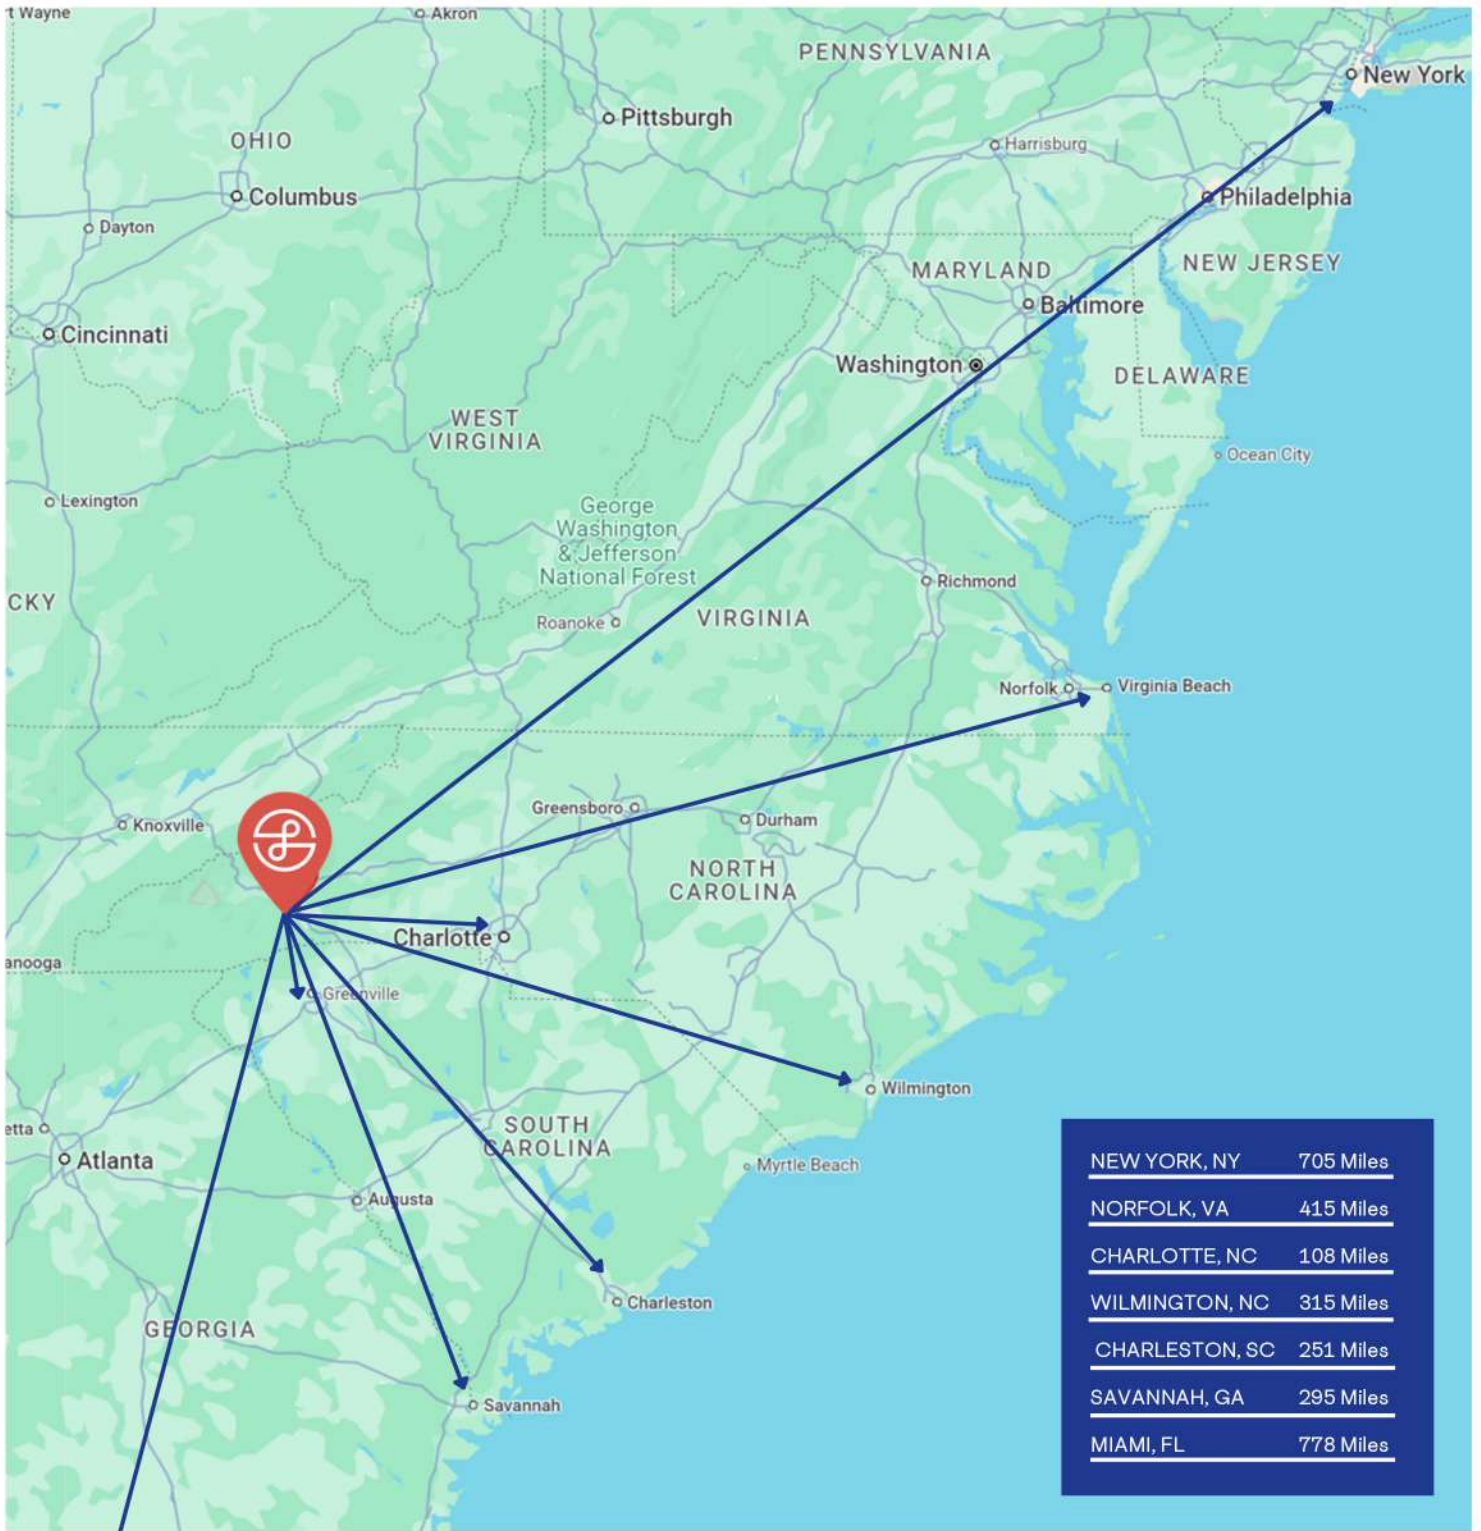 t Wayne
Akron
PENNSYLVANIA
New York
Pittsburgh
OHIO
Harrisburg
Columbus
Philadelphia
Dayton
MARYLAND
NEW JERSEY
Baltimore
Cincinnati
Washington
DELAWARE
WEST
VIRGINIA
Ocean City
Lexington
George
Washington
& Jefferson
National Forest
Richmond
CKY
Roanoke
VIRGINIA
Norfolk
Virginia Beach
Greensboro
Durham
Knoxville
NORTH
CAROLINA
Charlotte
anooga
Greenville
Wilmington
SOUTH
CAROLINA
etta
Atlanta
Myrtle Beach
Augusta
Charleston
GEORGIA
Savannah
NEW YORK, NY 705 Miles
NORFOLK, VA 415 Miles
CHARLOTTE, NC 108 Miles
WILMINGTON, NC 315 Miles
CHARLESTON, SC 251 Miles
SAVANNAH, GA 295 Miles
MIAMI, FL 778 Miles